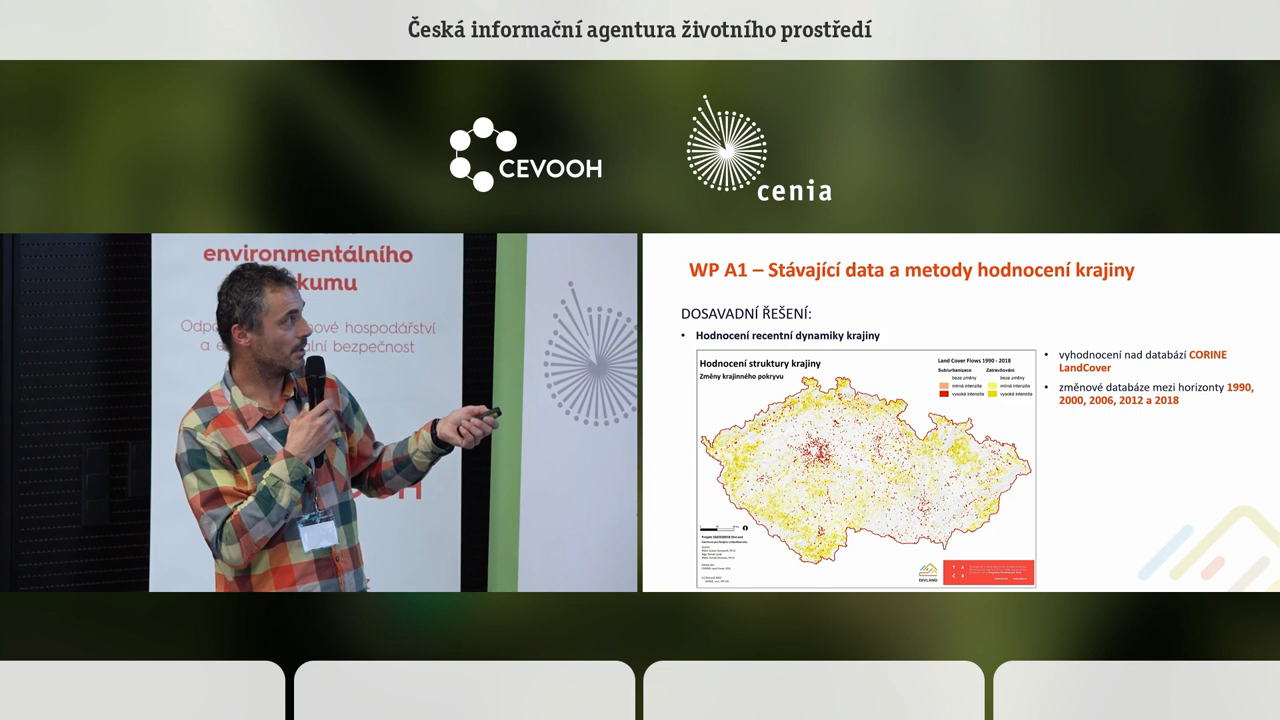 Česká informační agentura životního prostředí
CEVOOH
cenia
environmentálního
kumu
hospodářství
bezpečnost
WP A1 – Stávající data a metody hodnocení krajiny
DOSAVADNÍ ŘEŠENÍ:
• Hodnocení recentní dynamiky krajiny
Hodnocení struktury krajiny
Změny krajinného pokryvu
Land Cover Flows 1990 - 2018
Suburbanizace Zatravňování
beze změny beze změny
mírná intenzita mírná intenzita
vysoká intenzita vysoká intenzita
DIVLAND
T A
Č R
• vyhodnocení nad databází CORINE
LandCover
• změnové databáze mezi horizonty 1990,
2000, 2006, 2012 a 2018